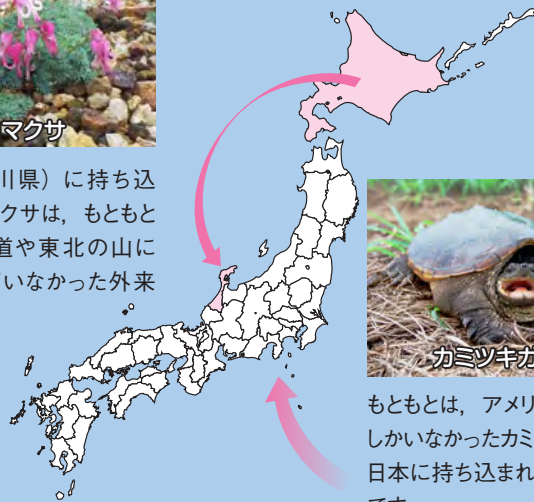 マクサ
川県）に持ち込
クサは，もともと
道や東北の山に
いなかった外来
カミツキガ
もともとは，アメリ
しかいなかったカミ
日本に持ち込まれ
です